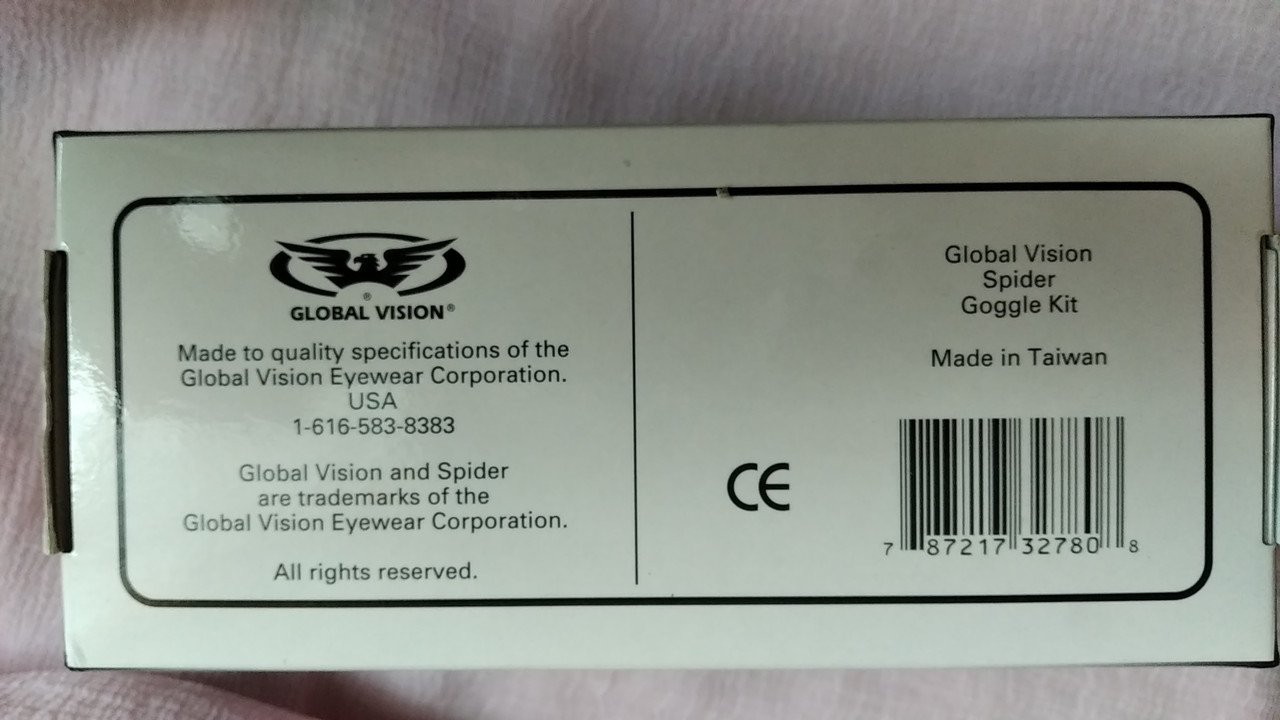 ®
GLOBAL VISION®
Made to quality specifications of the
Global Vision Eyewear Corporation.
USA
1-616-583-8383
Global Vision and Spider
are trademarks of the
Global Vision Eyewear Corporation.
All rights reserved.
Global Vision
Spider
Goggle Kit
Made in Taiwan
CE
7 87217 32780 8